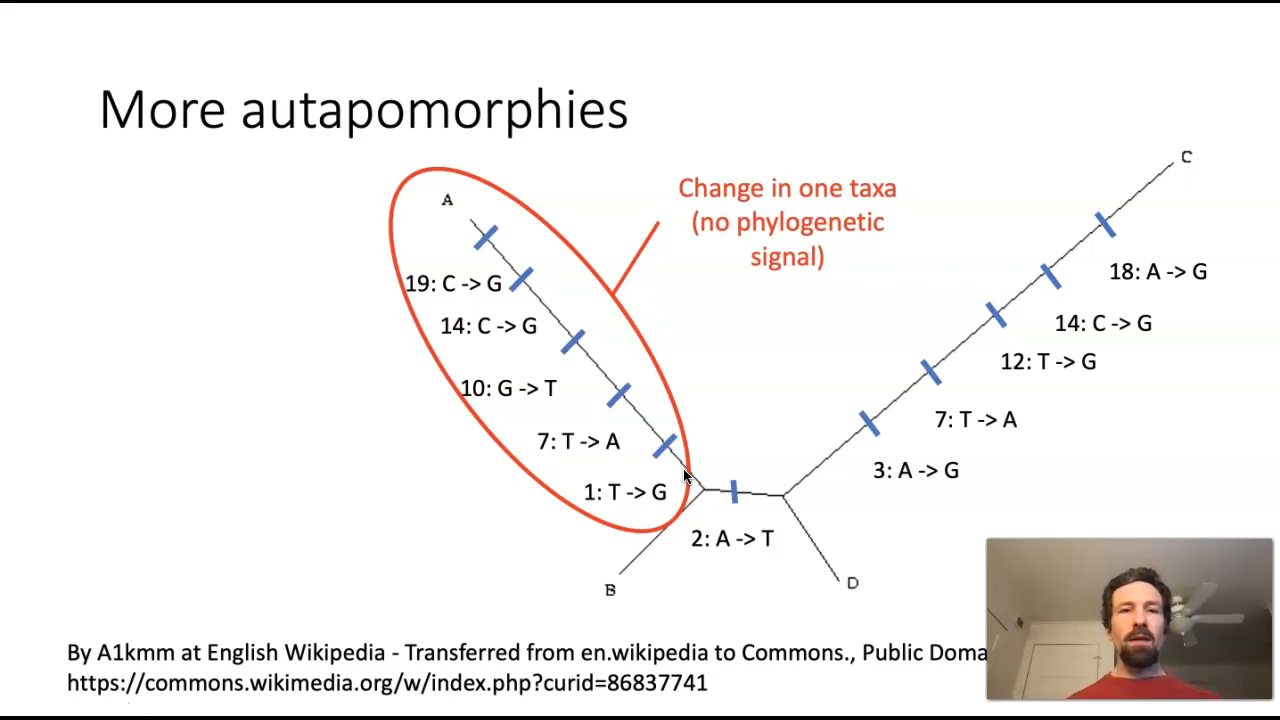 More autapomorphies
A
C
Change in one taxa
(no phylogenetic
signal)
19: C -> G
14: C -> G
10: G -> T
7: T -> A
1: T -> G
18: A -> G
14: C -> G
12: T -> G
7: T -> A
3: A -> G
2: A -> T
B
D
By A1kmm at English Wikipedia - Transferred from en.wikipedia to Commons., Public Doma
https://commons.wikimedia.org/w/index.php?curid=86837741